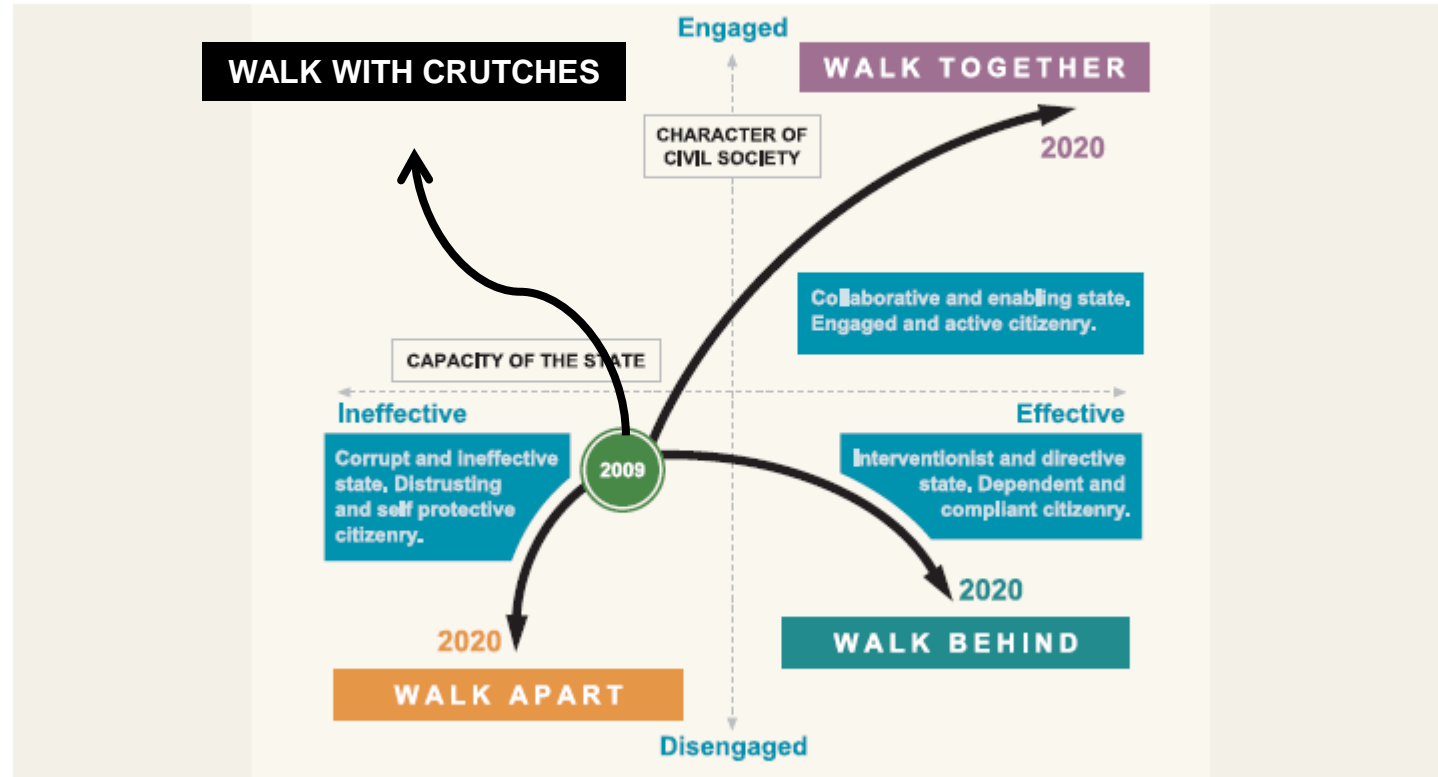 Engaged
WALK WITH CRUTCHES
WALK TOGETHER
CHARACTER OF
CIVIL SOCIETY
2020
Collaborative and enabling state,
Engaged and active citizenry.
CAPACITY OF THE STATE
Ineffective
Effective
Corrupt and ineffective
state, Distrusting
and self protective
citizenry.
2009
Interventionist and directive
state, Dependent and
compliant citizenry.
2020
WALK BEHIND
2020
WALK APART
Disengaged